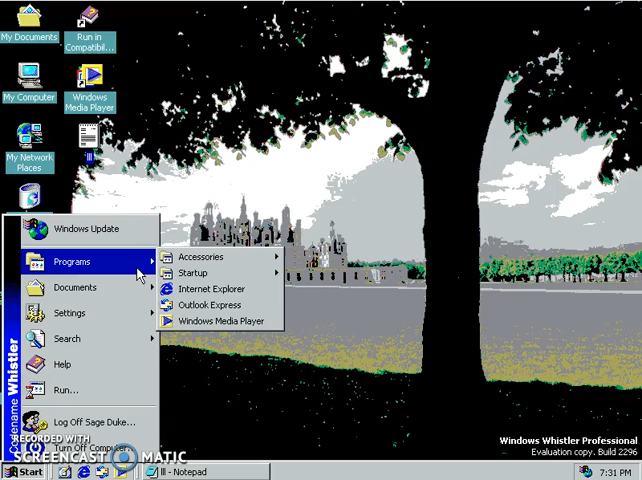 My Documents
Run in
Compatibil...
My Computer
Windows
Media Player
My Network
Places
lll
Windows Update
Programs
Documents
Settings
Search
Help
Run...
Log Off Sage Duke...
Turn Off Computer...
Codename Whistler
Accessories
Startup
Internet Explorer
Outlook Express
Windows Media Player
RECORDED WITH
SCREENCAST MATIC
Windows Whistler Professional
Evaluation copy. Build 2296
Start
lll - Notepad
7:31 PM